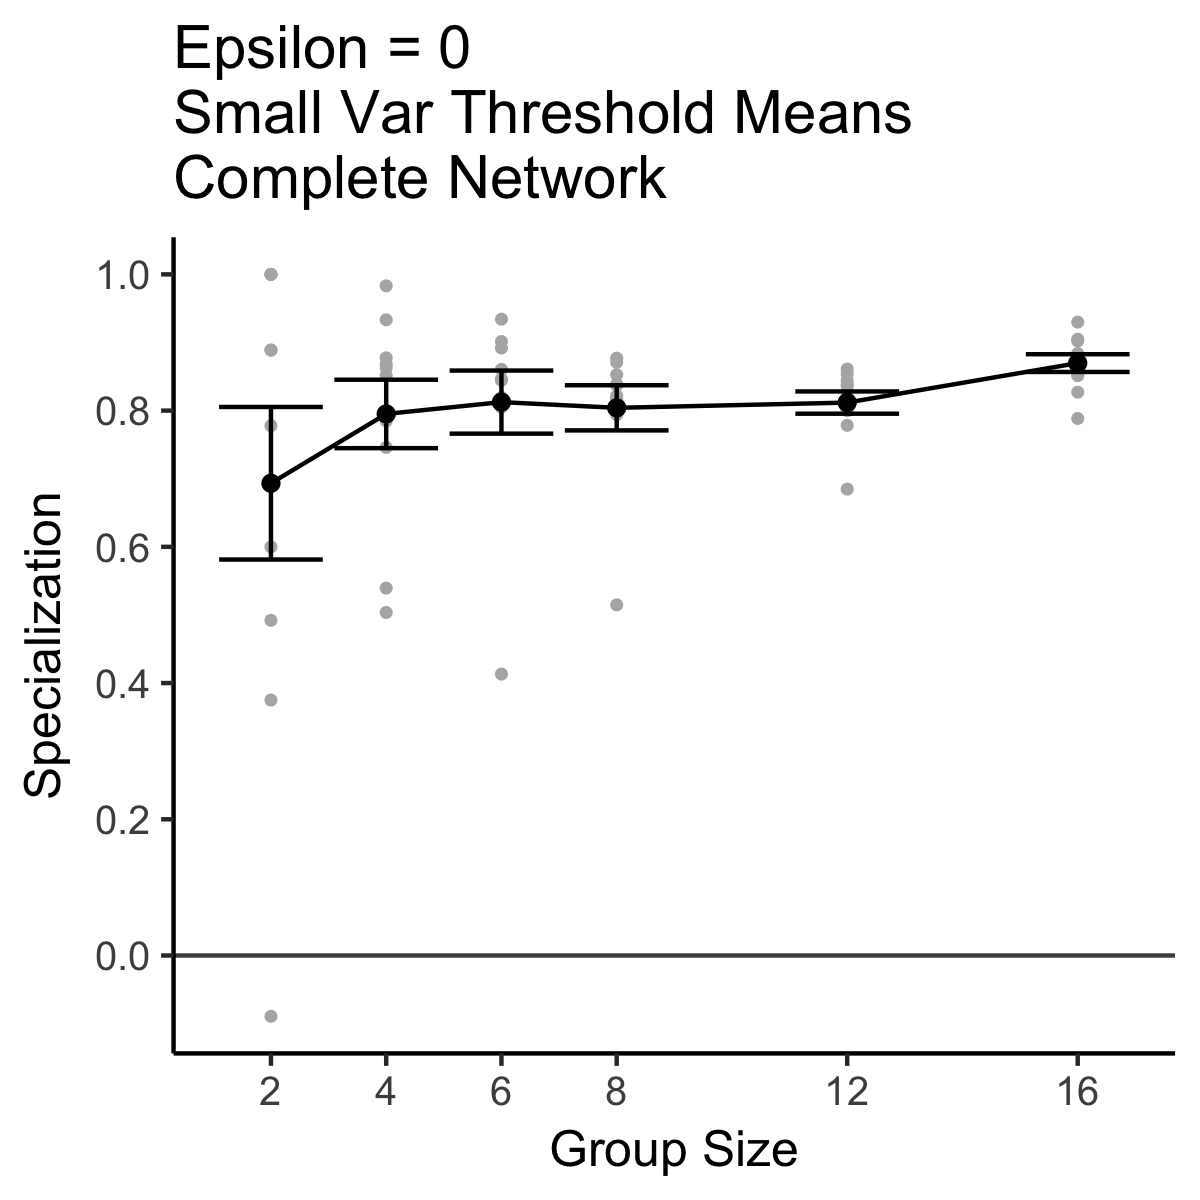 Epsilon = 0
Small Var Threshold Means
Complete Network
1.0
0.8
0.6
0.4
0.2
0.0
Specialization
2 4 6 8 12 16
Group Size